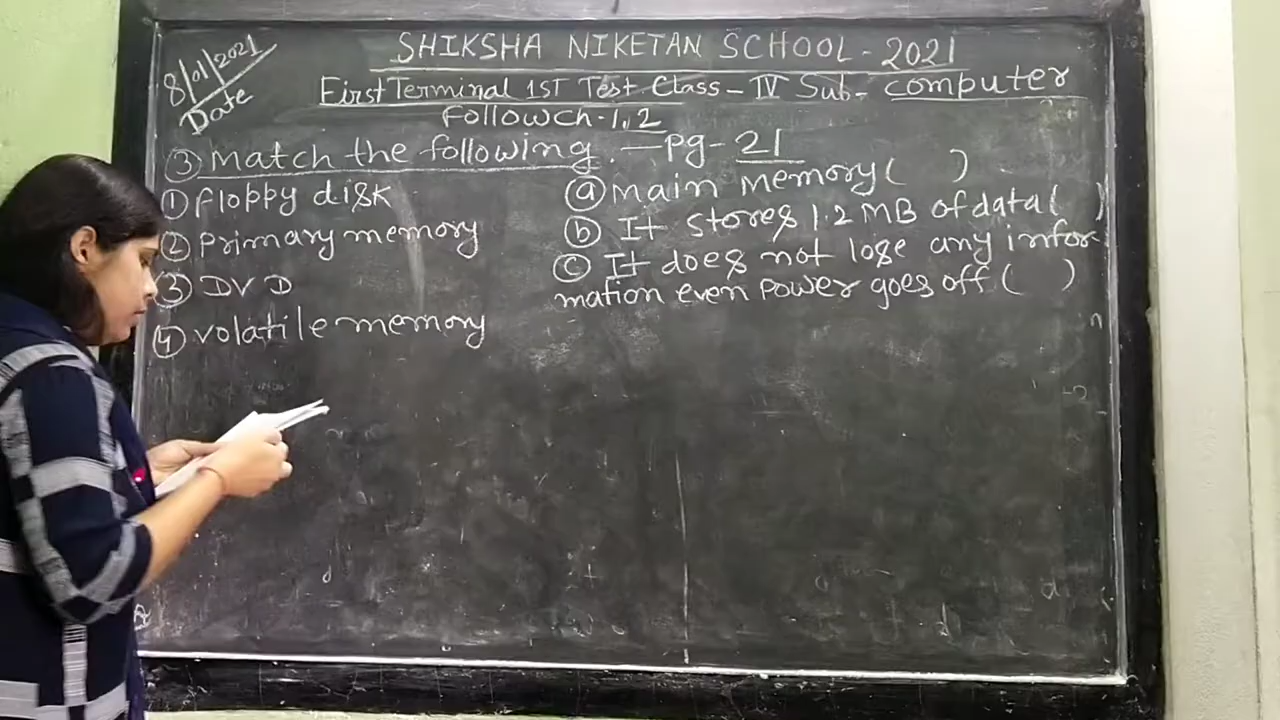 8/01/2021
Date
SHIKSHA NIKETAN SCHOOL - 2021
First Terminal 1ST Test Class - IV Sub - computer
Follow ch - 1, 2
③ Match the following. — pg - 21
① floppy disk
② Primary memory
③ DVD
④ volatile memory
ⓐ Main Memory ( )
ⓑ It stores 1.2 MB of data ( )
ⓒ It does not lose any infor
mation even power goes off ( )